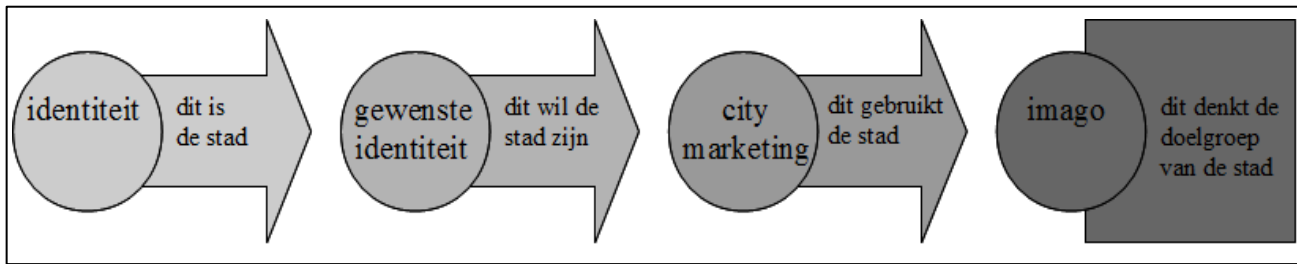 identiteit
dit is
de stad
gewenste
identiteit
dit wil de
stad zijn
city
marketing
dit gebruikt
de stad
imago
dit denkt de
doelgroep
van de stad